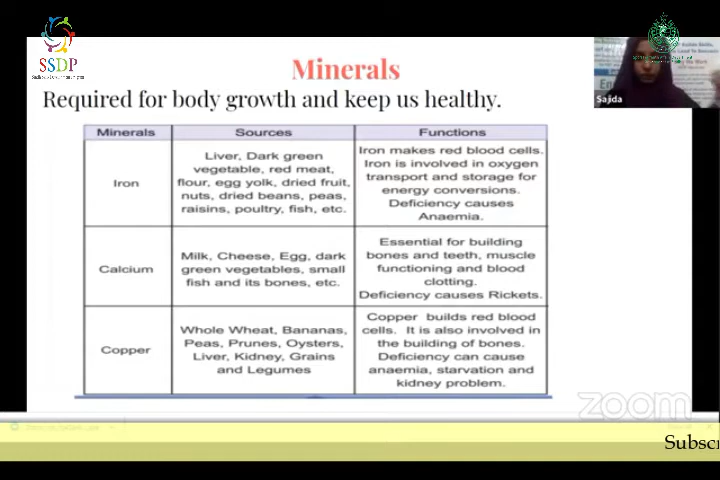 SSDP
Minerals
Required for body growth and keep us healthy.
Sajda
Minerals
Sources
Functions
Iron
Liver, Dark green
vegetable, red meat,
flour, egg yolk, dried fruit,
nuts, dried beans, peas,
raisins, poultry, fish, etc.
Iron makes red blood cells.
Iron is involved in oxygen
transport and storage for
energy conversions.
Deficiency causes
Anaemia.
Calcium
Milk, Cheese, Egg, dark
green vegetables, small
fish and its bones, etc.
Essential for building
bones and teeth, muscle
functioning and blood
clotting.
Deficiency causes Rickets.
Copper
Whole Wheat, Bananas,
Peas, Prunes, Oysters,
Liver, Kidney, Grains
and Legumes
Copper builds red blood
cells. It is also involved in
the building of bones.
Deficiency can cause
anaemia, starvation and
kidney problem.
zoom
Subsc